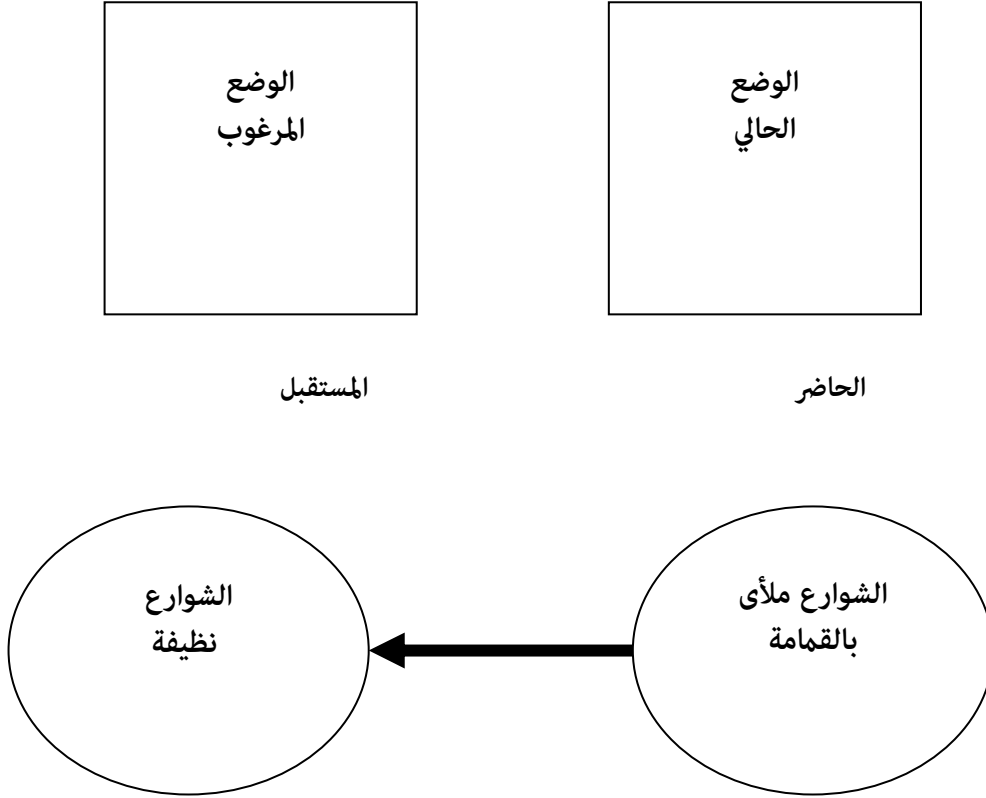 الوضع
الحالي
الوضع
المرغوب
الحاضر
المستقبل
الشوارع ملأى
بالقمامة
الشوارع
نظيفة